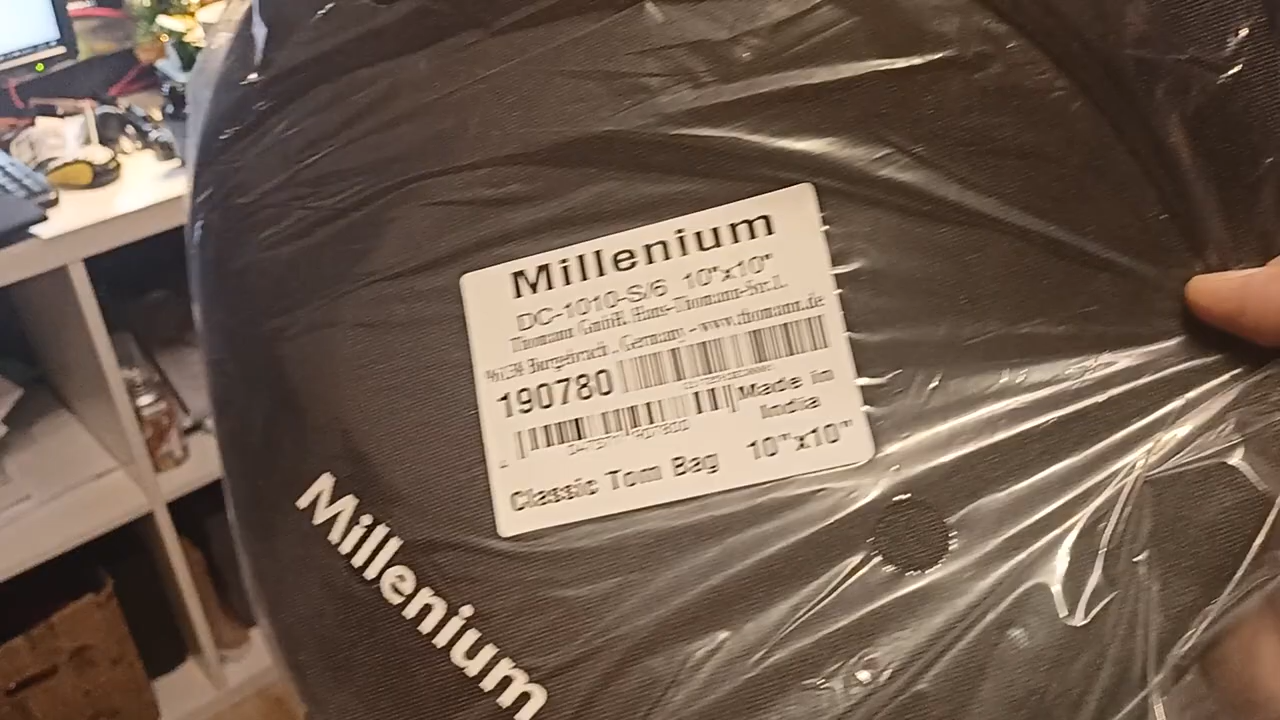 Millenium
DC-1010-S/6 10"x10"
Thomann GmbH, Hans-Thomann-Str.1,
96138 Burgebrach, Germany - www.thomann.de
190780
Made in
India
Classic Tom Bag 10"x10"
Millenium